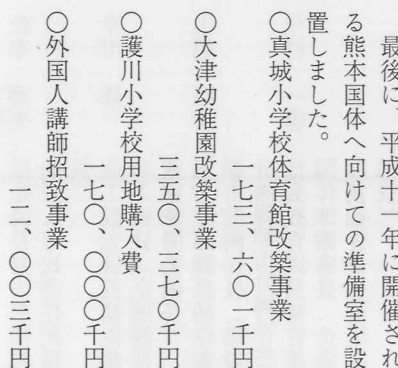 最後に、平成十一年に開催され
る熊本国体へ向けての準備室を設
置しました。
○真城小学校体育館改築事業
七三、六〇一千円
○大津幼稚園改築事業
三五〇、三七〇千円
○護川小学校用地購入費
七〇、〇〇〇千円
○外国人講師招致事業
一三、〇〇三千円